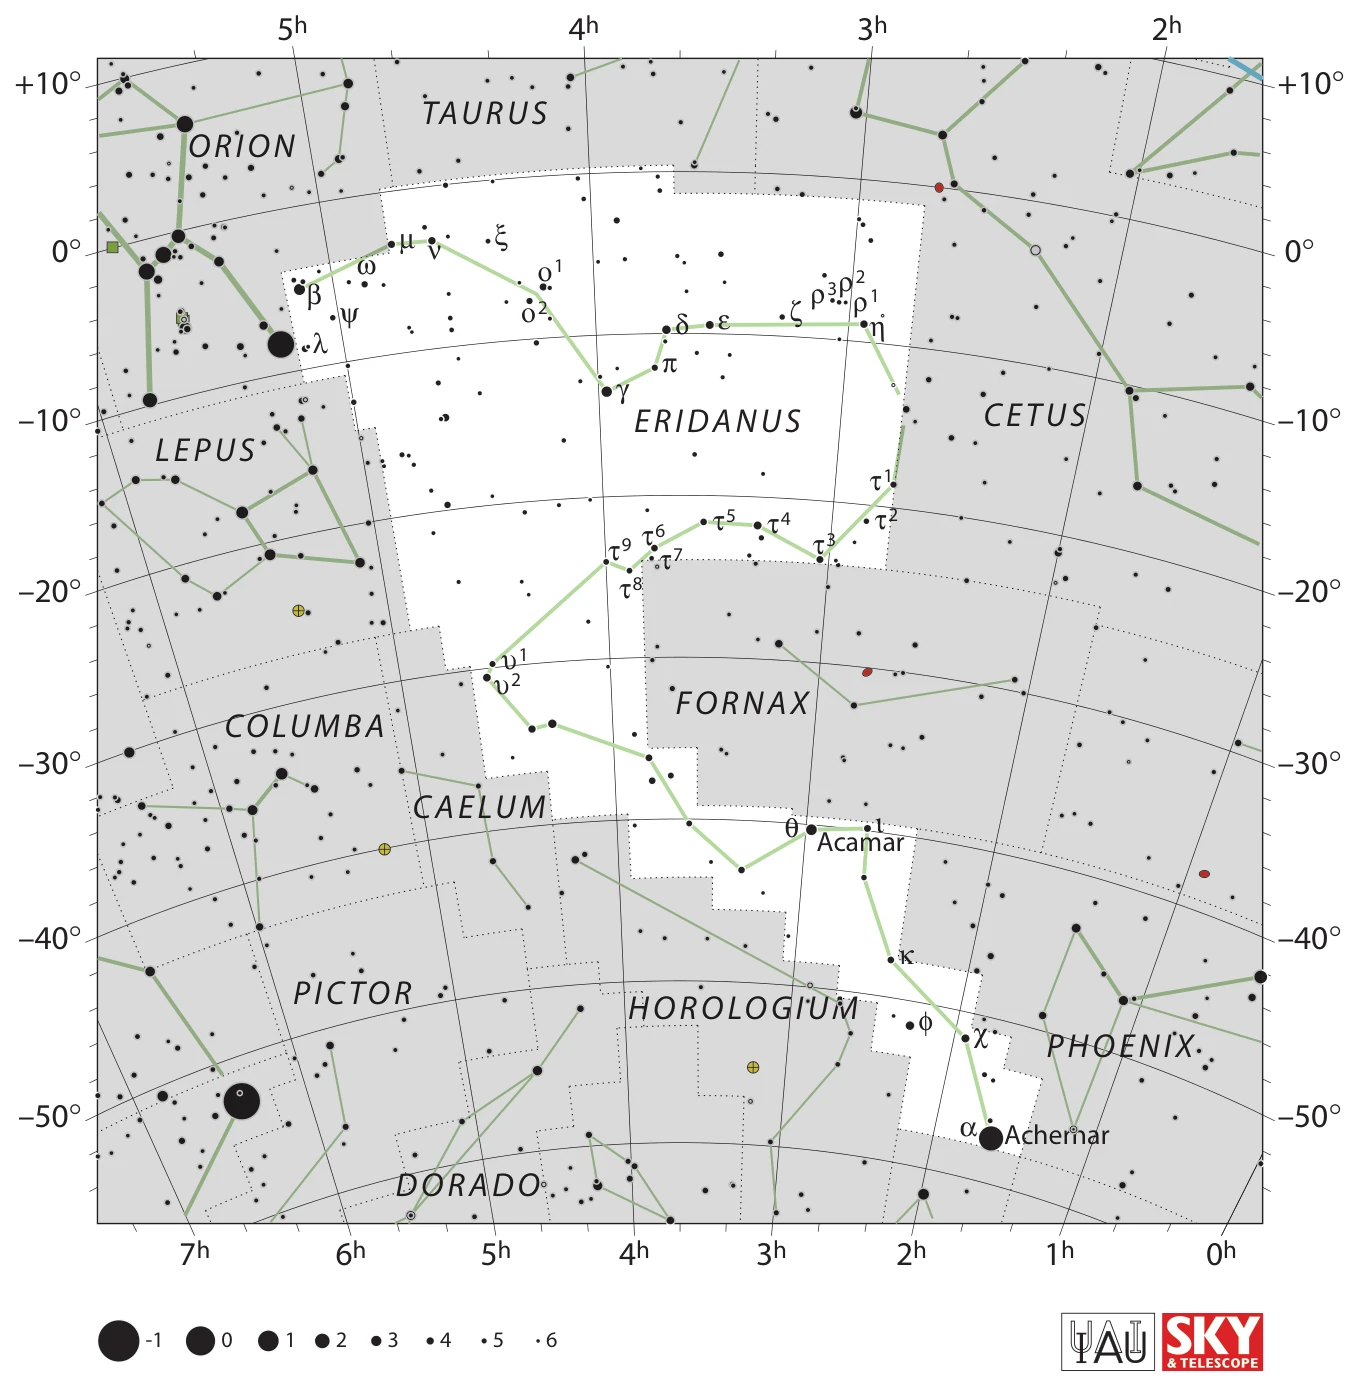 5h 4h 3h 2h
+10° +10°
TAURUS
ORION
ξ
μ ν
0° 0°
ω
ο1
β
ρ3 ρ2
ψ
ο2
ζ ρ1
δ ε η
λ
π
γ
ERIDANUS
CETUS
–10° –10°
LEPUS
τ1
τ5 τ4 τ2
τ6
τ9 τ7 τ3
τ8
–20° –20°
υ1
υ2
FORNAX
COLUMBA
–30° –30°
CAELUM
θ ι
Acamar
–40° –40°
κ
PICTOR
HOROLOGIUM
φ
χ
PHOENIX
–50° –50°
α Achernar
DORADO
7h 6h 5h 4h 3h 2h 1h 0h
-1 0 1 2 3 4 5 6
IAU
SKY
& TELESCOPE